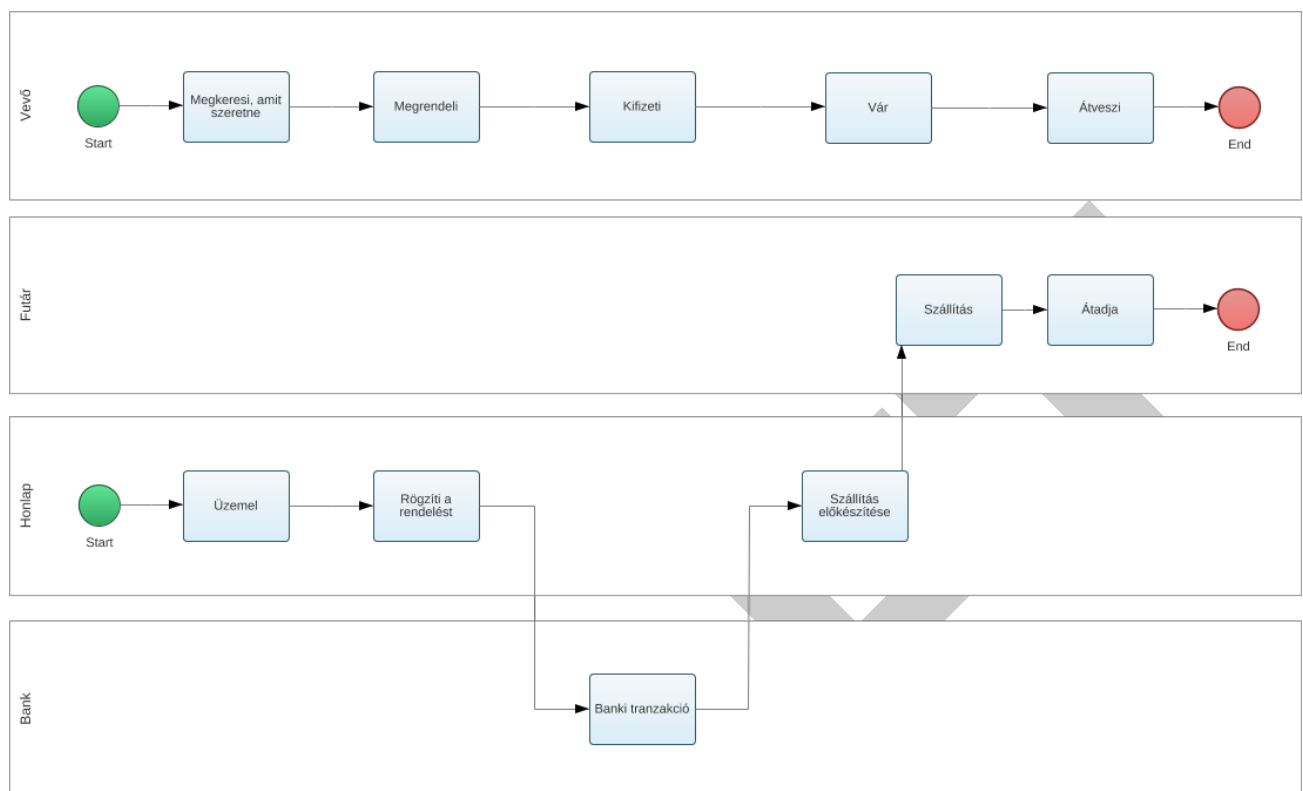 Vevő
Start
Megkeresi, amit
szeretne
Megrendeli
Kifizeti
Vár
Átveszi
End
Futár
Szállítás
Átadja
End
Honlap
Start
Üzemel
Rögzíti a
rendelést
Szállítás
előkészítése
Bank
Banki tranzakció